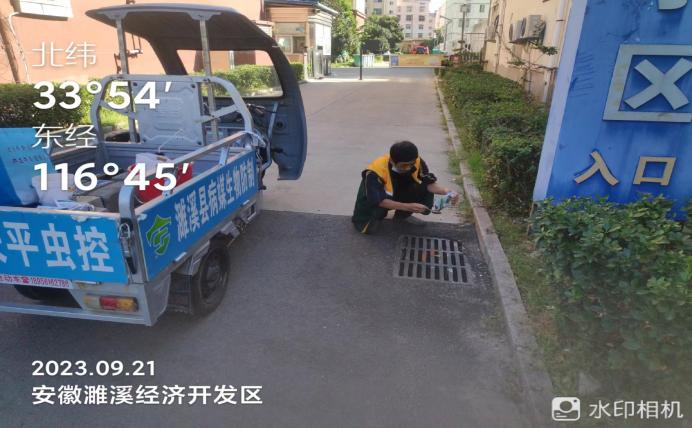 北纬
33°54′
东经
116°45′
濉溪县病媒生物防制
平虫控
入口
区
2023.09.21
安徽濉溪经济开发区
水印相机